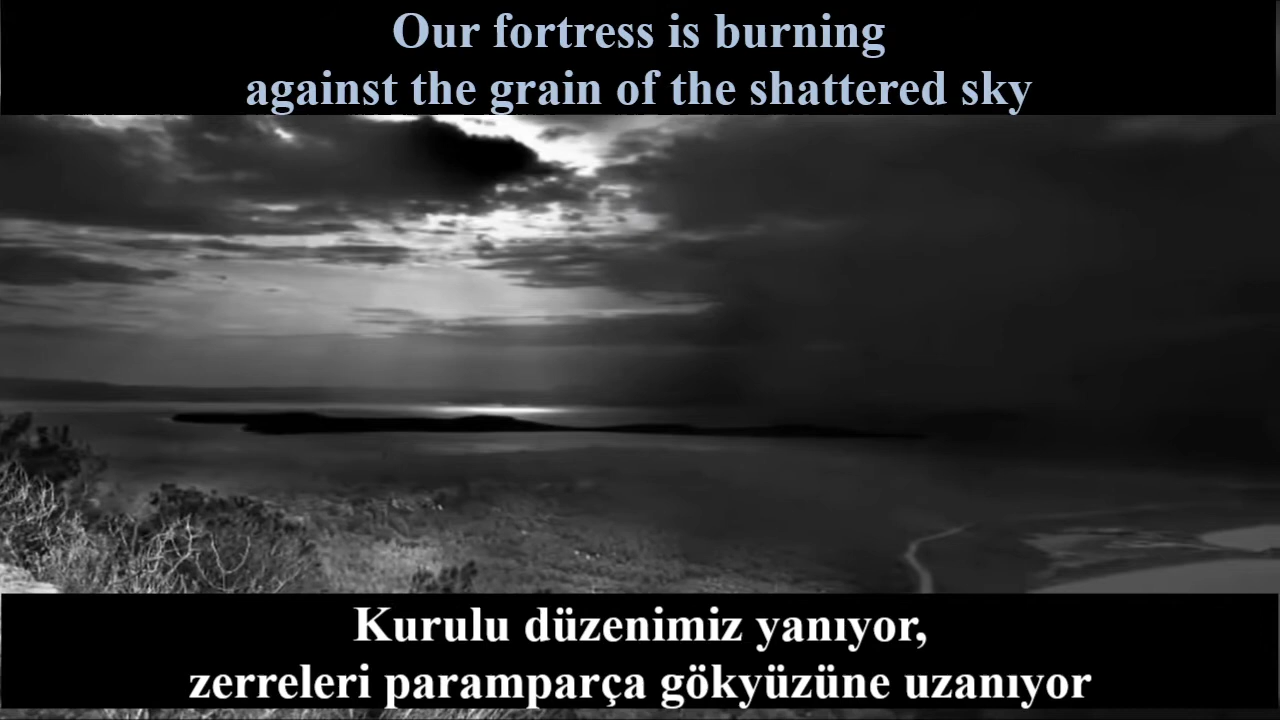 Our fortress is burning
against the grain of the shattered sky
Kurulu düzenimiz yanıyor,
zerreleri paramparça gökyüzüne uzanıyor